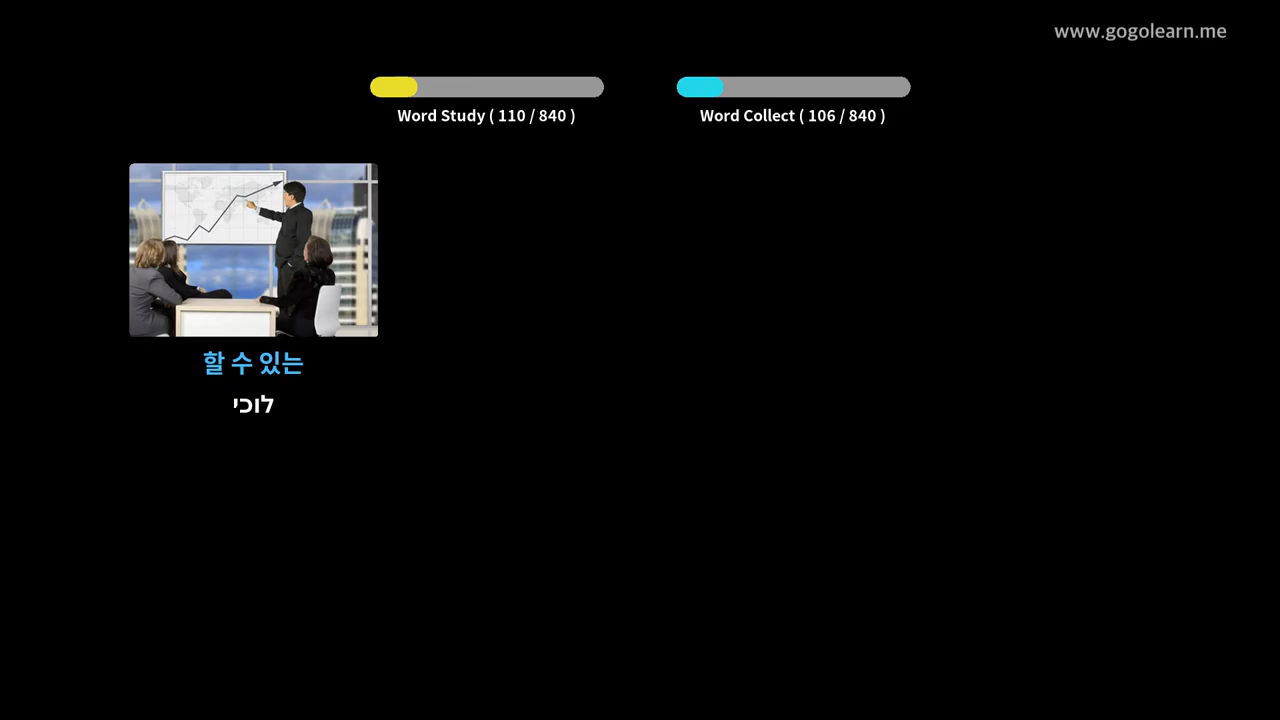 www.gogolearn.me
Word Study ( 110 / 840 )
Word Collect ( 106 / 840 )
할 수 있는
לוכי